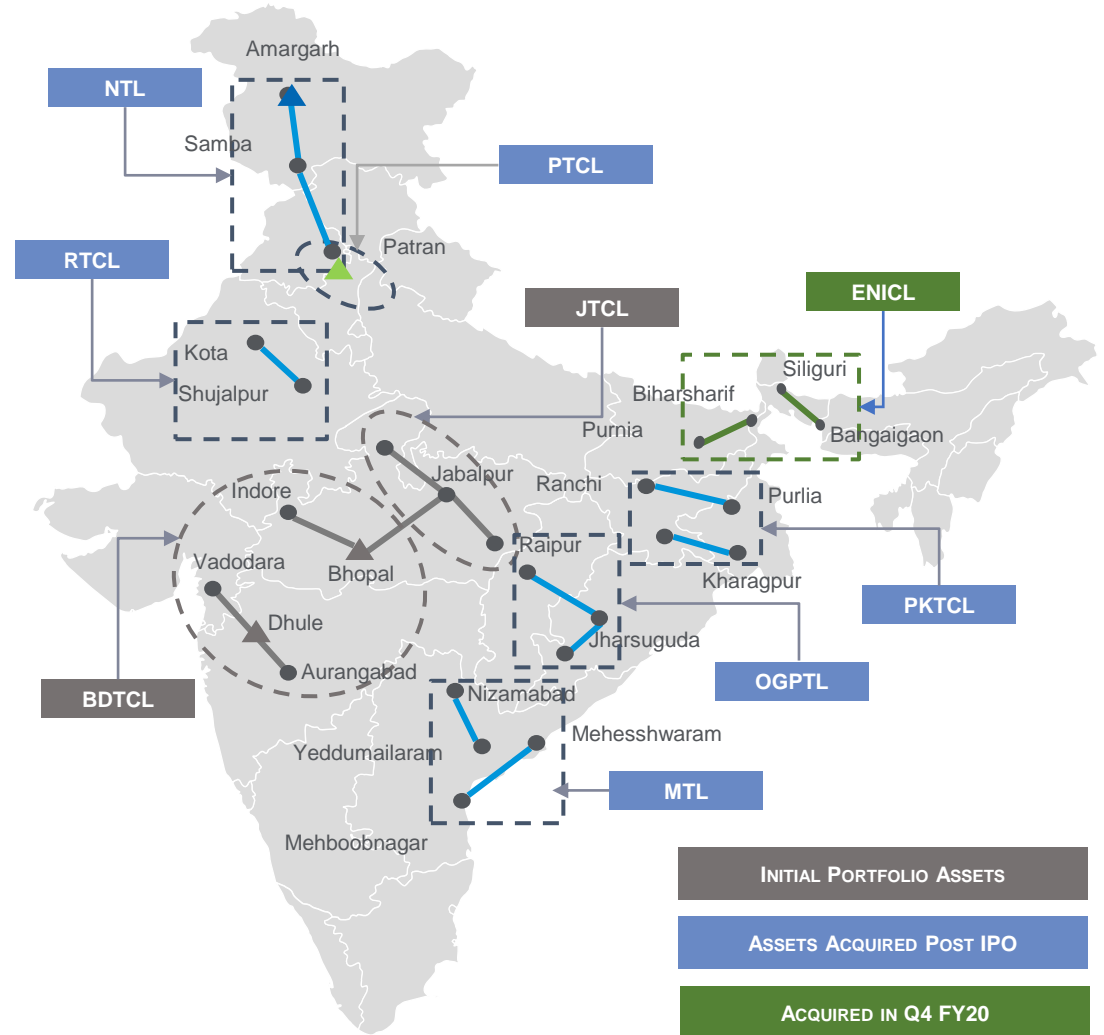 Amargarh
NTL
Sampa
PTCL
Patran
RTCL
ENICL
JTCL
Kota
Siliguri
Shujalpur
Biharsharif
Purnia
Bangaigaon
Jabalpur
Ranchi
Indore
Purlia
Raipur
Vadodara
Bhopal
Kharagpur
PKTCL
Dhule
Jharsuguda
Aurangabad
OGPTL
BDTCL
Nizamabad
Mehesshwaram
Yeddumailaram
MTL
Mehboobnagar
INITIAL PORTFOLIO ASSETS
ASSETS ACQUIRED POST IPO
ACQUIRED IN Q4 FY20